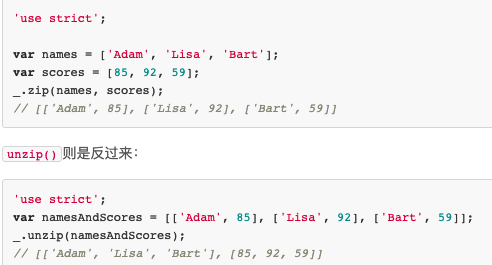 'use strict';
var names = ['Adam', 'Lisa', 'Bart'];
var scores = [85, 92, 59];
_.zip(names, scores);
// [['Adam', 85], ['Lisa', 92], ['Bart', 59]]
unzip()则是反过来：
'use strict';
var namesAndScores = [['Adam', 85], ['Lisa', 92], ['Bart', 59]];
_.unzip(namesAndScores);
// [['Adam', 'Lisa', 'Bart'], [85, 92, 59]]